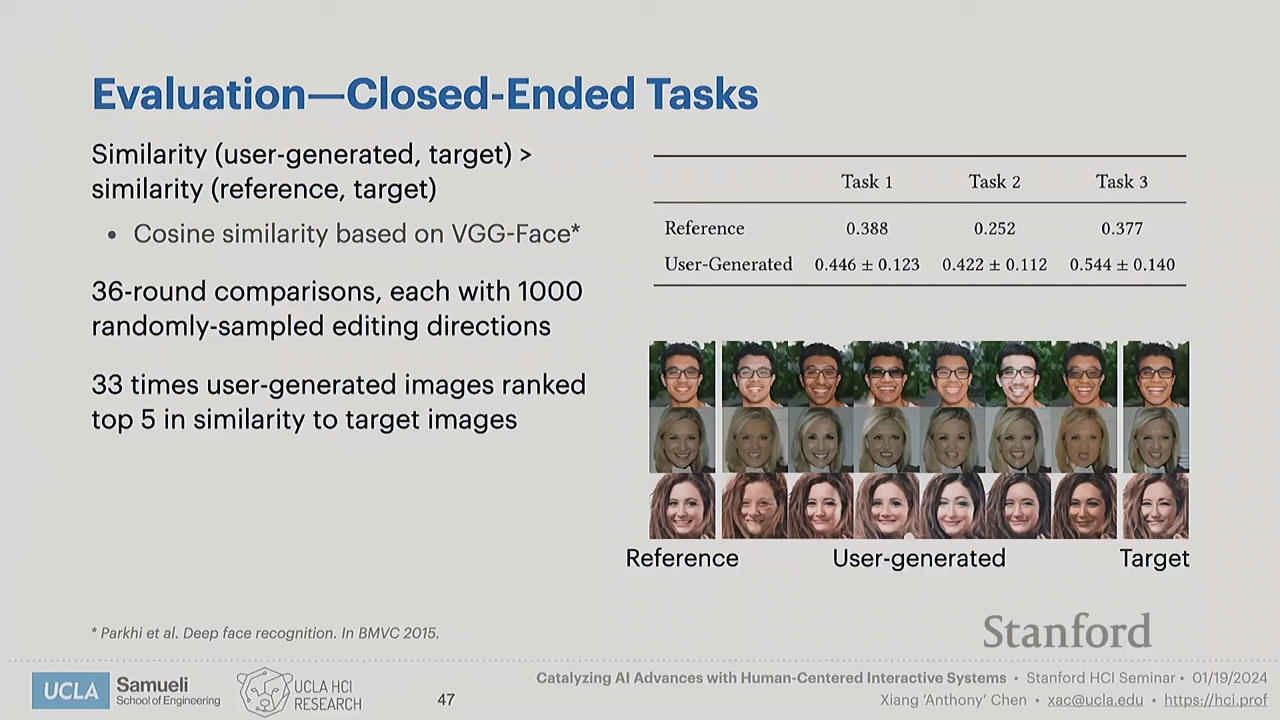 Evaluation—Closed-Ended Tasks
Similarity (user-generated, target) >
similarity (reference, target)
• Cosine similarity based on VGG-Face*
36-round comparisons, each with 1000
randomly-sampled editing directions
33 times user-generated images ranked
top 5 in similarity to target images
Task 1 Task 2 Task 3
Reference 0.388 0.252 0.377
User-Generated 0.446 ± 0.123 0.422 ± 0.112 0.544 ± 0.140
Reference User-generated Target
* Parkhi et al. Deep face recognition. In BMVC 2015.
Stanford
UCLA Samueli
School of Engineering
UCLA HCI
RESEARCH
47
Catalyzing AI Advances with Human-Centered Interactive Systems • Stanford HCI Seminar • 01/19/2024
Xiang 'Anthony' Chen • xac@ucla.edu • https://hci.prof